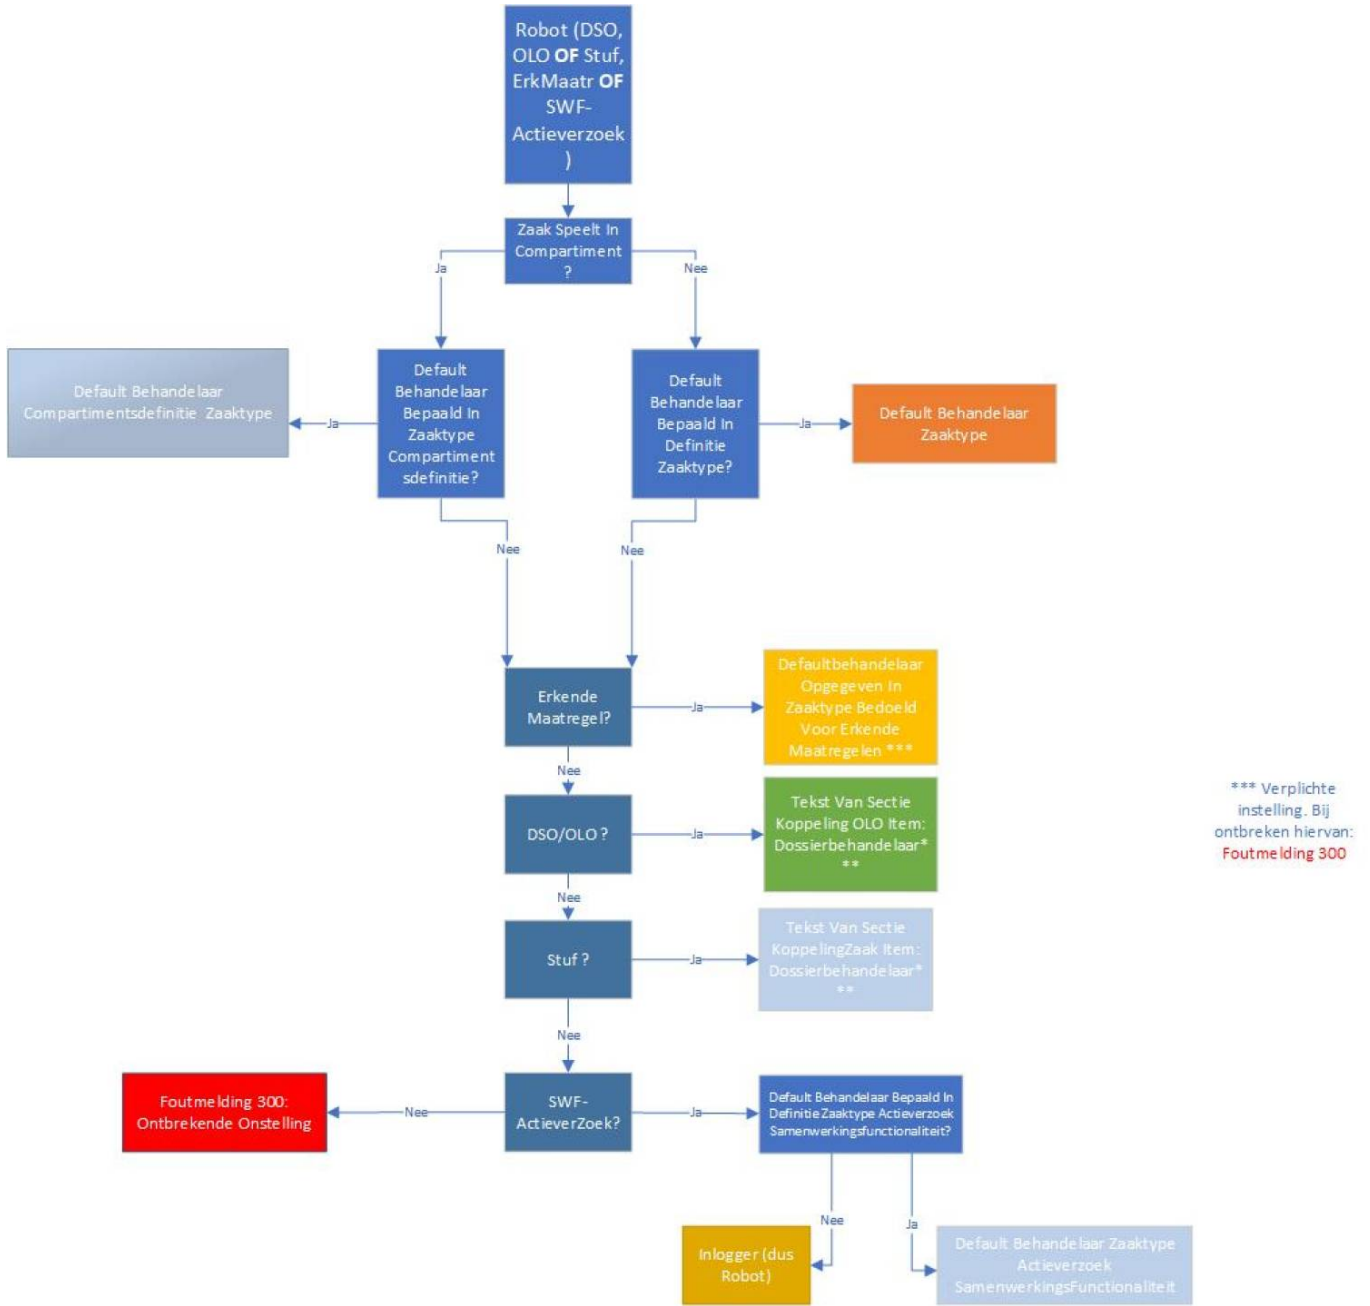 Robot (DSO,
OLO OF Stuf,
ErkMaatr OF
SWF-
Actieverzoek
)
Zaak Speelt In
Compartiment
?
Ja
Nee
Default Behandelaar
Compartimentsdefinitie Zaaktype
Ja
Default
Behandelaar
Bepaald In
Zaaktype
Compartiment
sdefinitie?
Default
Behandelaar
Bepaald In
Definitie
Zaaktype?
Ja
Default Behandelaar
Zaaktype
Nee
Nee
Erkende
Maatregel?
Ja
Defaultbehandelaar
Opgegeven In
Zaaktype Bedoeld
Voor Erkende
Maatregelen ***
Nee
DSO/OLO ?
Ja
Tekst Van Sectie
Koppeling OLO Item:
Dossierbehandelaar*
**
*** Verplichte
instelling. Bij
ontbreken hiervan:
Foutmelding 300
Nee
Stuf ?
Ja
Tekst Van Sectie
KoppelingZaak Item:
Dossierbehandelaar*
**
Nee
Foutmelding 300:
Ontbrekende Onstelling
Nee
SWF-
ActieverZoek?
Ja
Default Behandelaar Bepaald In
Definitie Zaaktype Actieverzoek
Samenwerkingsfunctionaliteit?
Nee
Ja
Inlogger (dus
Robot)
Default Behandelaar Zaaktype
Actieverzoek
SamenwerkingsFunctionaliteit